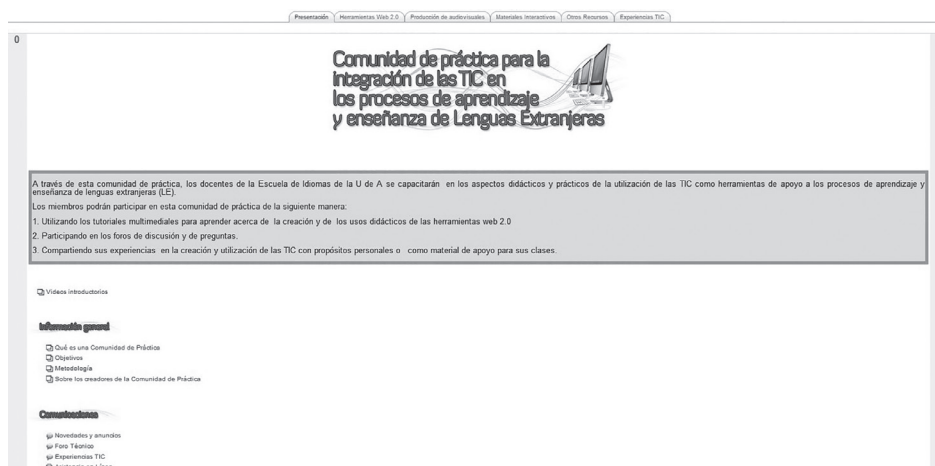 Presentación Herramientas Web 2.0 Producción de audiovisuales Materiales Interactivos Otros Recursos Experiencias TIC
0
Comunidad de práctica para la
integración de las TIC en
los procesos de aprendizaje
y enseñanza de Lenguas Extranjeras
A través de esta comunidad de práctica, los docentes de la Escuela de Idiomas de la U de A se capacitarán en los aspectos didácticos y prácticos de la utilización de las TIC como herramientas de apoyo a los procesos de aprendizaje y
enseñanza de lenguas extranjeras (LE).
Los miembros podrán participar en esta comunidad de práctica de la siguiente manera:
1. Utilizando los tutoriales multimediales para aprender acerca de la creación y de los usos didácticos de las herramientas web 2.0
2. Participando en los foros de discusión y de preguntas.
3. Compartiendo sus experiencias en la creación y utilización de las TIC con propósitos personales o como material de apoyo para sus clases.
Videos introductorios
Información general
Qué es una Comunidad de Práctica
Objetivos
Metodología
Sobre los creadores de la Comunidad de Práctica
Comunicaciones
Novedades y anuncios
Foro Técnico
Experiencias TIC